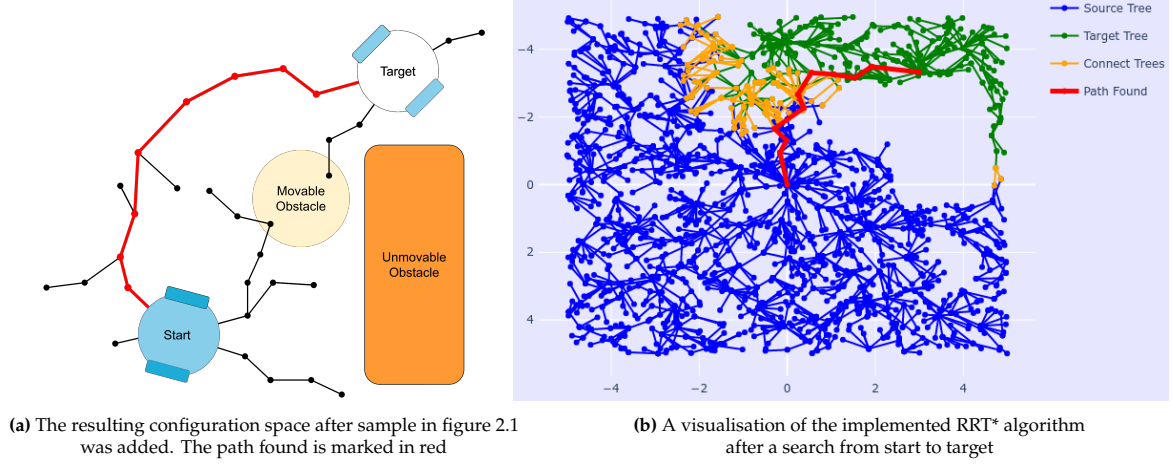 Target
Movable
Obstacle
Unmovable
Obstacle
Start
(a) The resulting configuration space after sample in figure 2.1
was added. The path found is marked in red
Source Tree
Target Tree
Connect Trees
Path Found
−4
−2
0
2
4
−4
−2
0
2
4
(b) A visualisation of the implemented RRT* algorithm
after a search from start to target